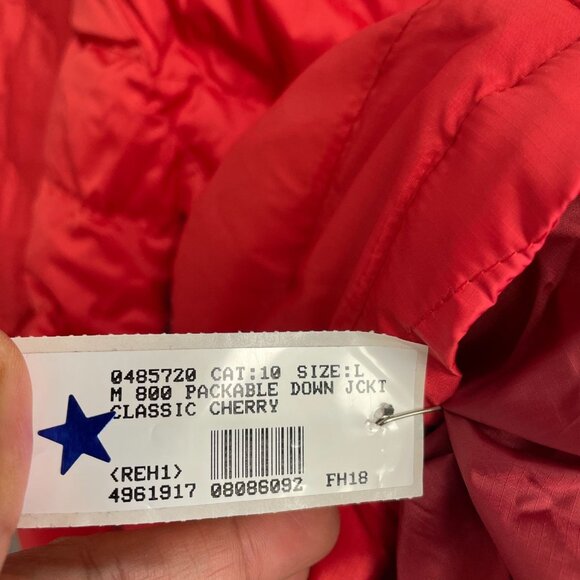 0485720 CAT:10 SIZE:L
M 800 PACKABLE DOWN JCKT
CLASSIC CHERRY
<REH1>
4961917 08086092 FH18